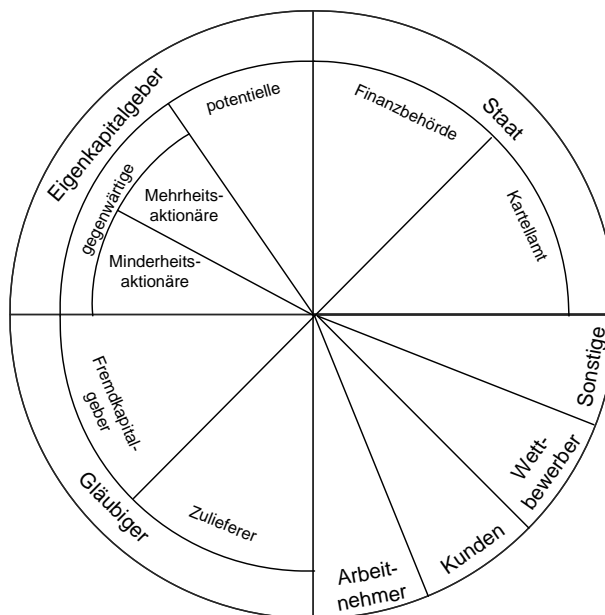 Eigenkapitalgeber
potentielle
gegenwärtige
Mehrheits-
aktionäre
Minderheits-
aktionäre
Staat
Finanzbehörde
Kartellamt
Sonstige
Wett-
bewerber
Kunden
Arbeit-
nehmer
Gläubiger
Zulieferer
Fremdkapital-
geber